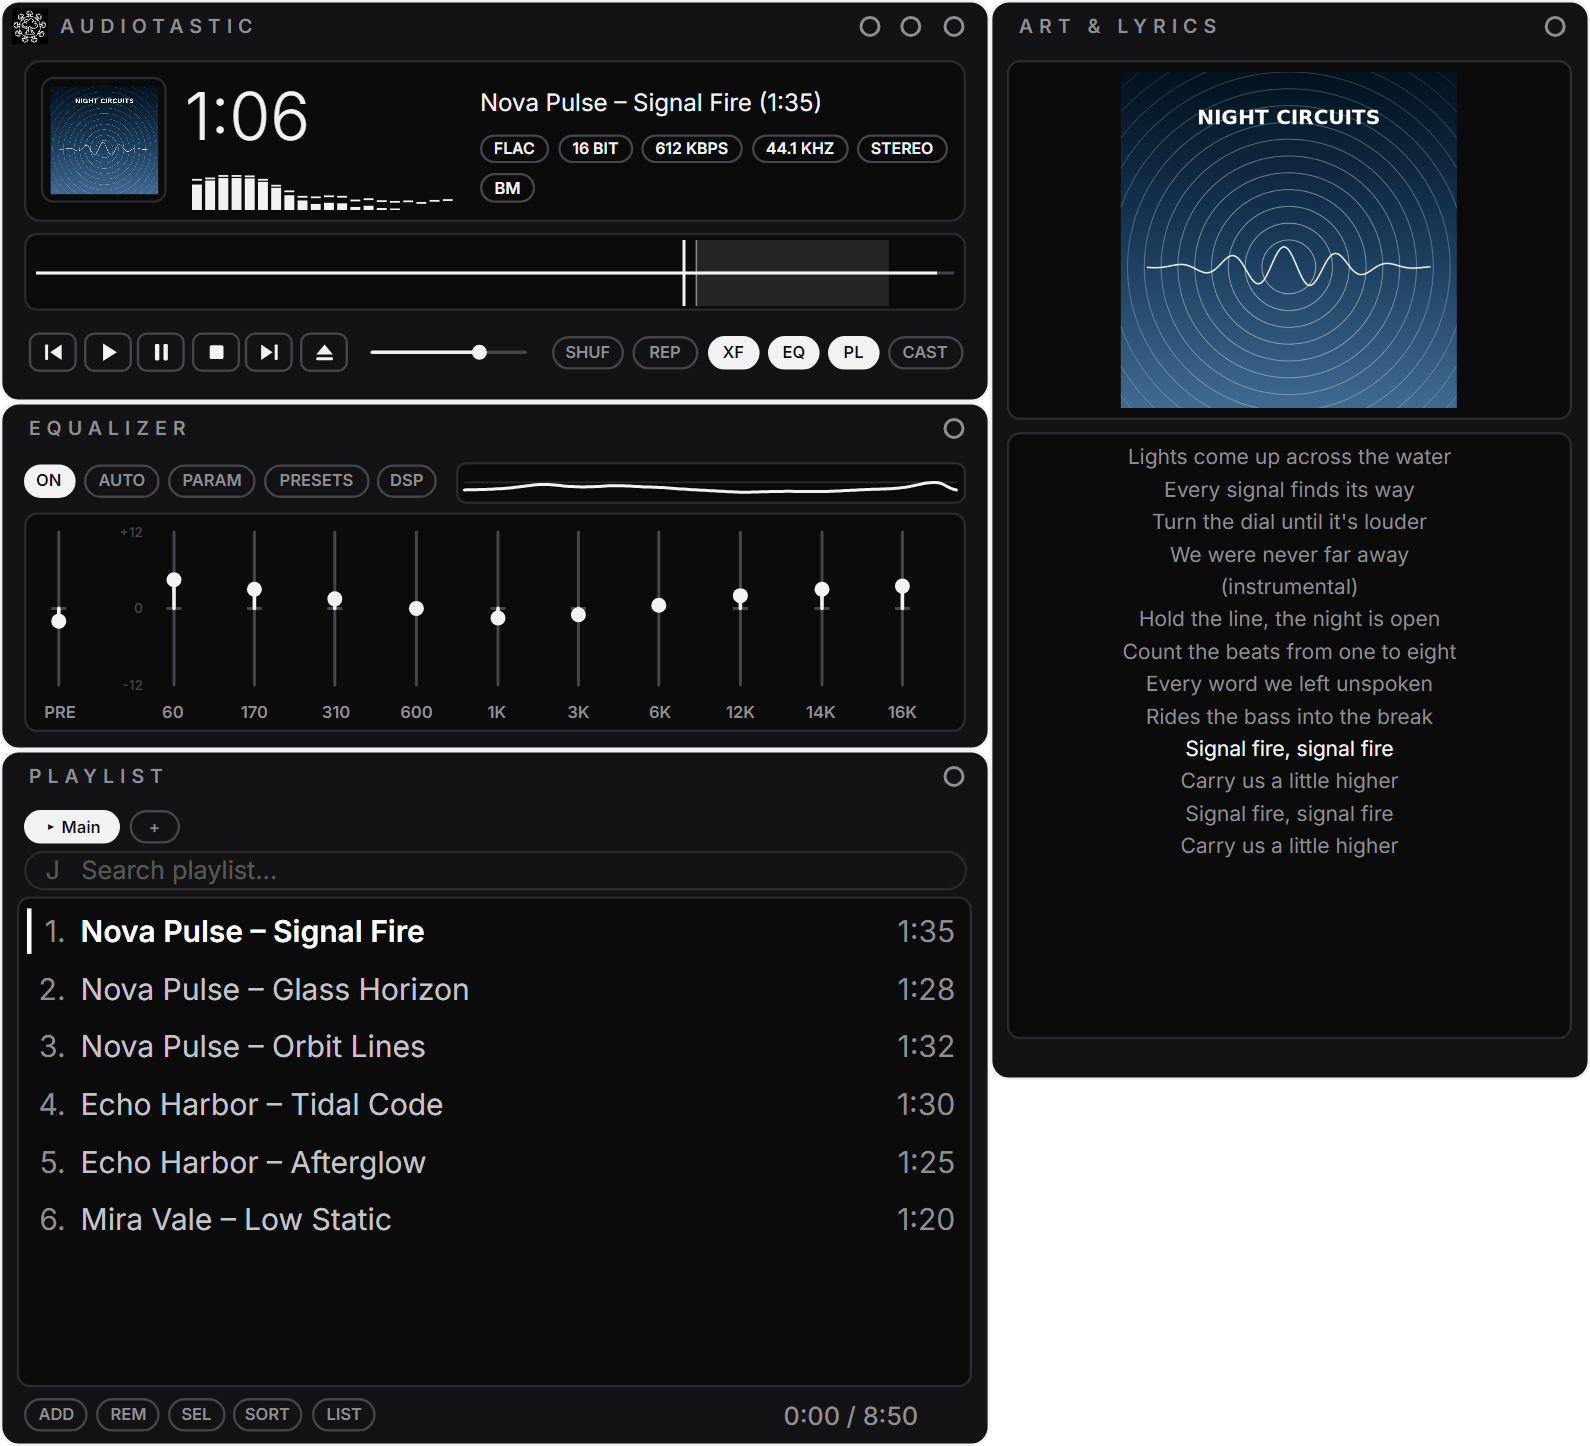 AUDIOTASTIC
NIGHT CIRCUITS
1:06
Nova Pulse – Signal Fire (1:35)
FLAC 16 BIT 612 KBPS 44.1 KHZ STEREO
BM
SHUF REP XF EQ PL CAST
EQUALIZER
ON AUTO PARAM PRESETS DSP
+12
0
-12
PRE 60 170 310 600 1K 3K 6K 12K 14K 16K
PLAYLIST
Main +
J Search playlist...
1. Nova Pulse – Signal Fire 1:35
2. Nova Pulse – Glass Horizon 1:28
3. Nova Pulse – Orbit Lines 1:32
4. Echo Harbor – Tidal Code 1:30
5. Echo Harbor – Afterglow 1:25
6. Mira Vale – Low Static 1:20
ADD REM SEL SORT LIST 0:00 / 8:50
ART & LYRICS
NIGHT CIRCUITS
Lights come up across the water
Every signal finds its way
Turn the dial until it's louder
We were never far away
(instrumental)
Hold the line, the night is open
Count the beats from one to eight
Every word we left unspoken
Rides the bass into the break
Signal fire, signal fire
Carry us a little higher
Signal fire, signal fire
Carry us a little higher